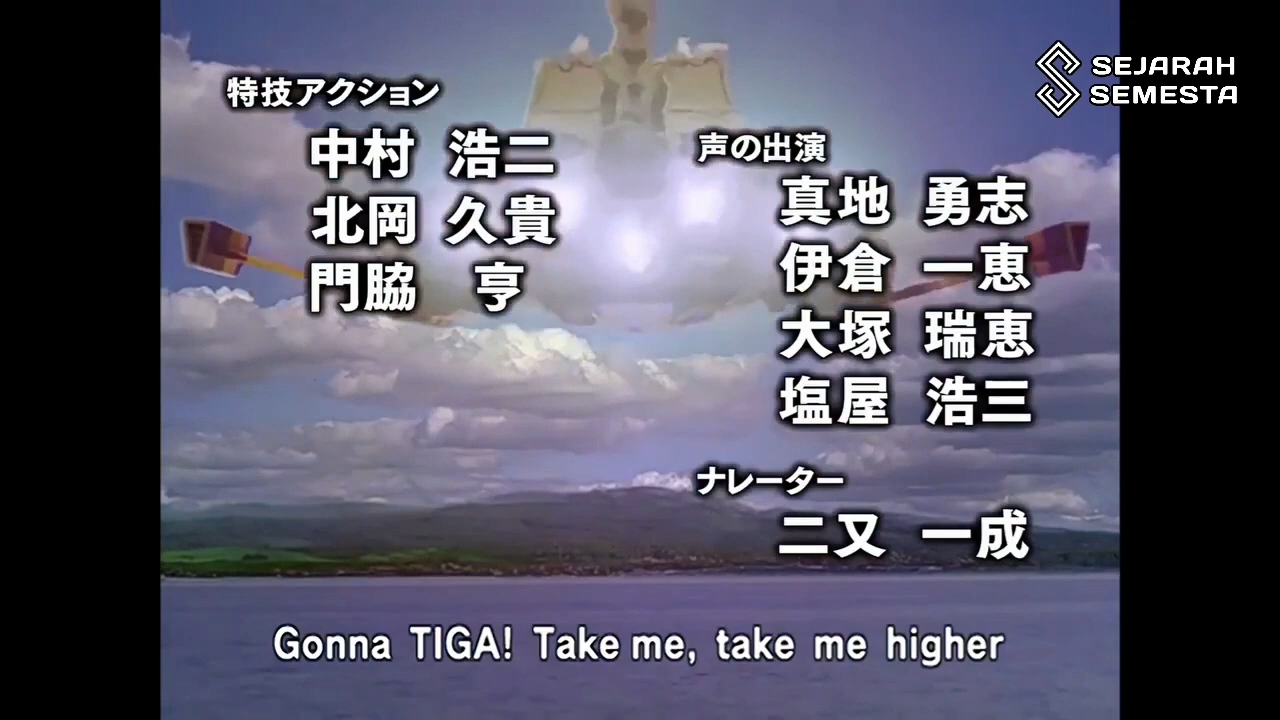 SEJARAH
SEMESTA
特技アクション
中村 浩二
北岡 久貴
門脇 亨
声の出演
真地 勇志
伊倉 一恵
大塚 瑞恵
塩屋 浩三
ナレーター
二又 一成
Gonna TIGA! Take me, take me higher